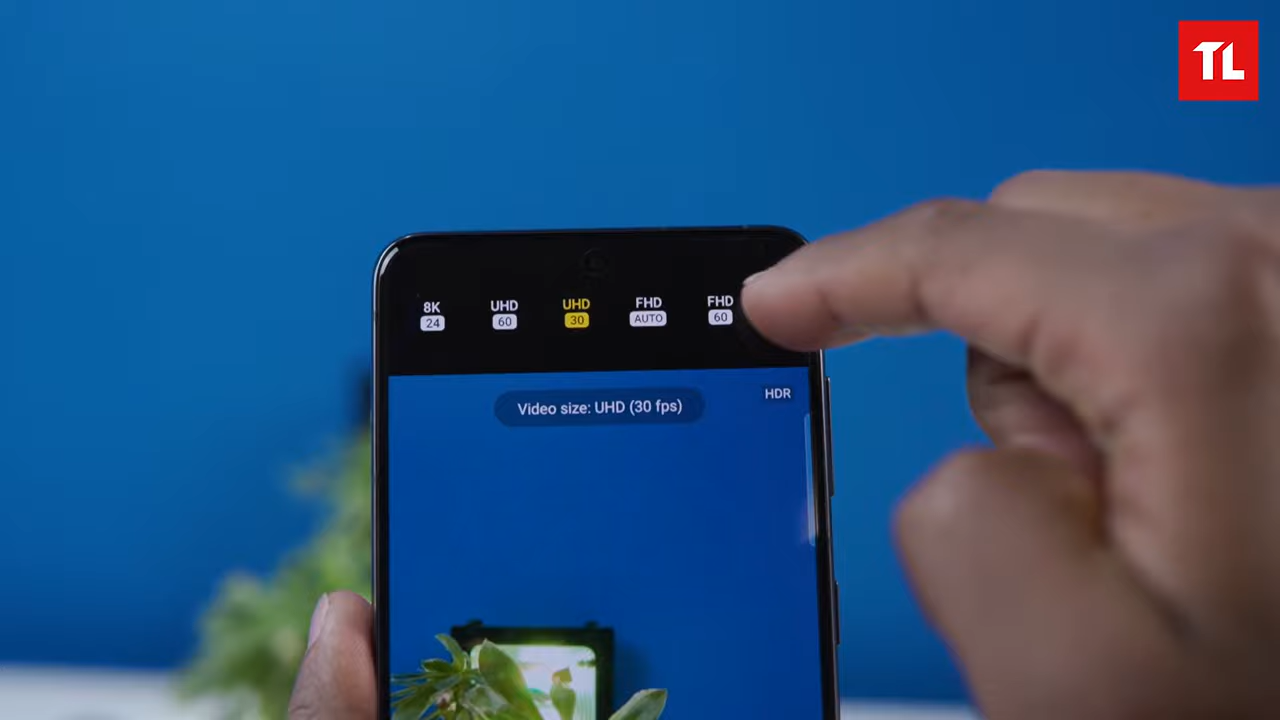 TL
8K
24
UHD
60
UHD
30
FHD
AUTO
FHD
60
HDR
Video size: UHD (30 fps)